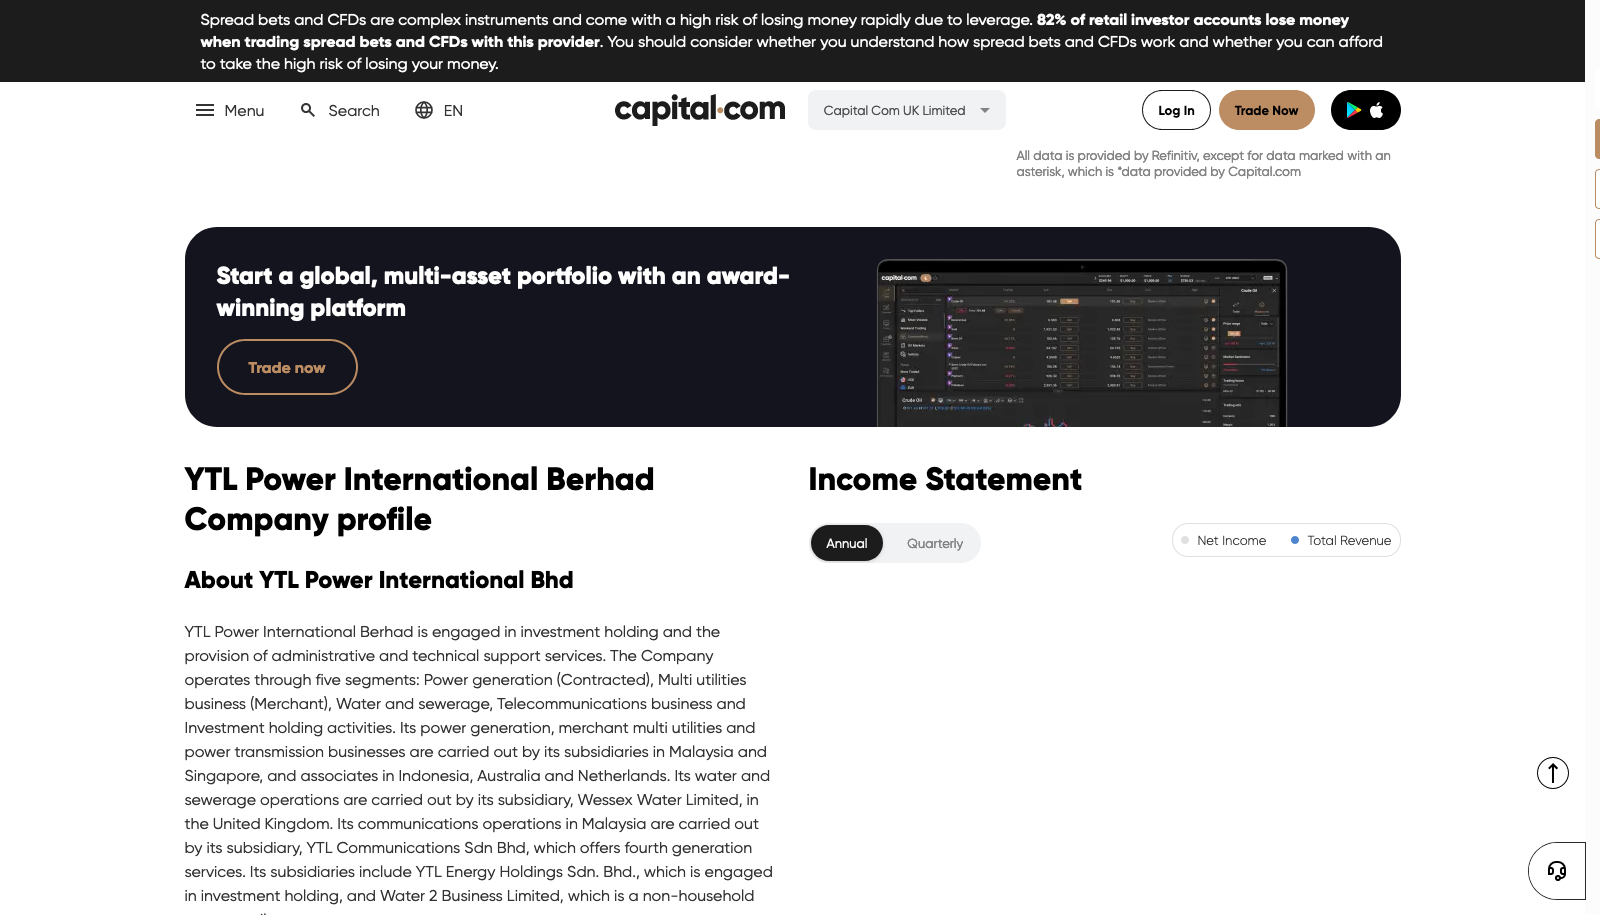 Spread bets and CFDs are complex instruments and come with a high risk of losing money rapidly due to leverage. 82% of retail investor accounts lose money
when trading spread bets and CFDs with this provider. You should consider whether you understand how spread bets and CFDs work and whether you can afford
to take the high risk of losing your money.
Menu
Search
EN
capital.com
Capital Com UK Limited
Log In
Trade Now
All data is provided by Refinitiv, except for data marked with an
asterisk, which is *data provided by Capital.com
Start a global, multi-asset portfolio with an award-
winning platform
Trade now
capital.com
Crude Oil
Crude Oil
YTL Power International Berhad
Company profile
About YTL Power International Bhd
YTL Power International Berhad is engaged in investment holding and the
provision of administrative and technical support services. The Company
operates through five segments: Power generation (Contracted), Multi utilities
business (Merchant), Water and sewerage, Telecommunications business and
Investment holding activities. Its power generation, merchant multi utilities and
power transmission businesses are carried out by its subsidiaries in Malaysia and
Singapore, and associates in Indonesia, Australia and Netherlands. Its water and
sewerage operations are carried out by its subsidiary, Wessex Water Limited, in
the United Kingdom. Its communications operations in Malaysia are carried out
by its subsidiary, YTL Communications Sdn Bhd, which offers fourth generation
services. Its subsidiaries include YTL Energy Holdings Sdn. Bhd., which is engaged
in investment holding, and Water 2 Business Limited, which is a non-household
Income Statement
Annual
Quarterly
Net Income
Total Revenue